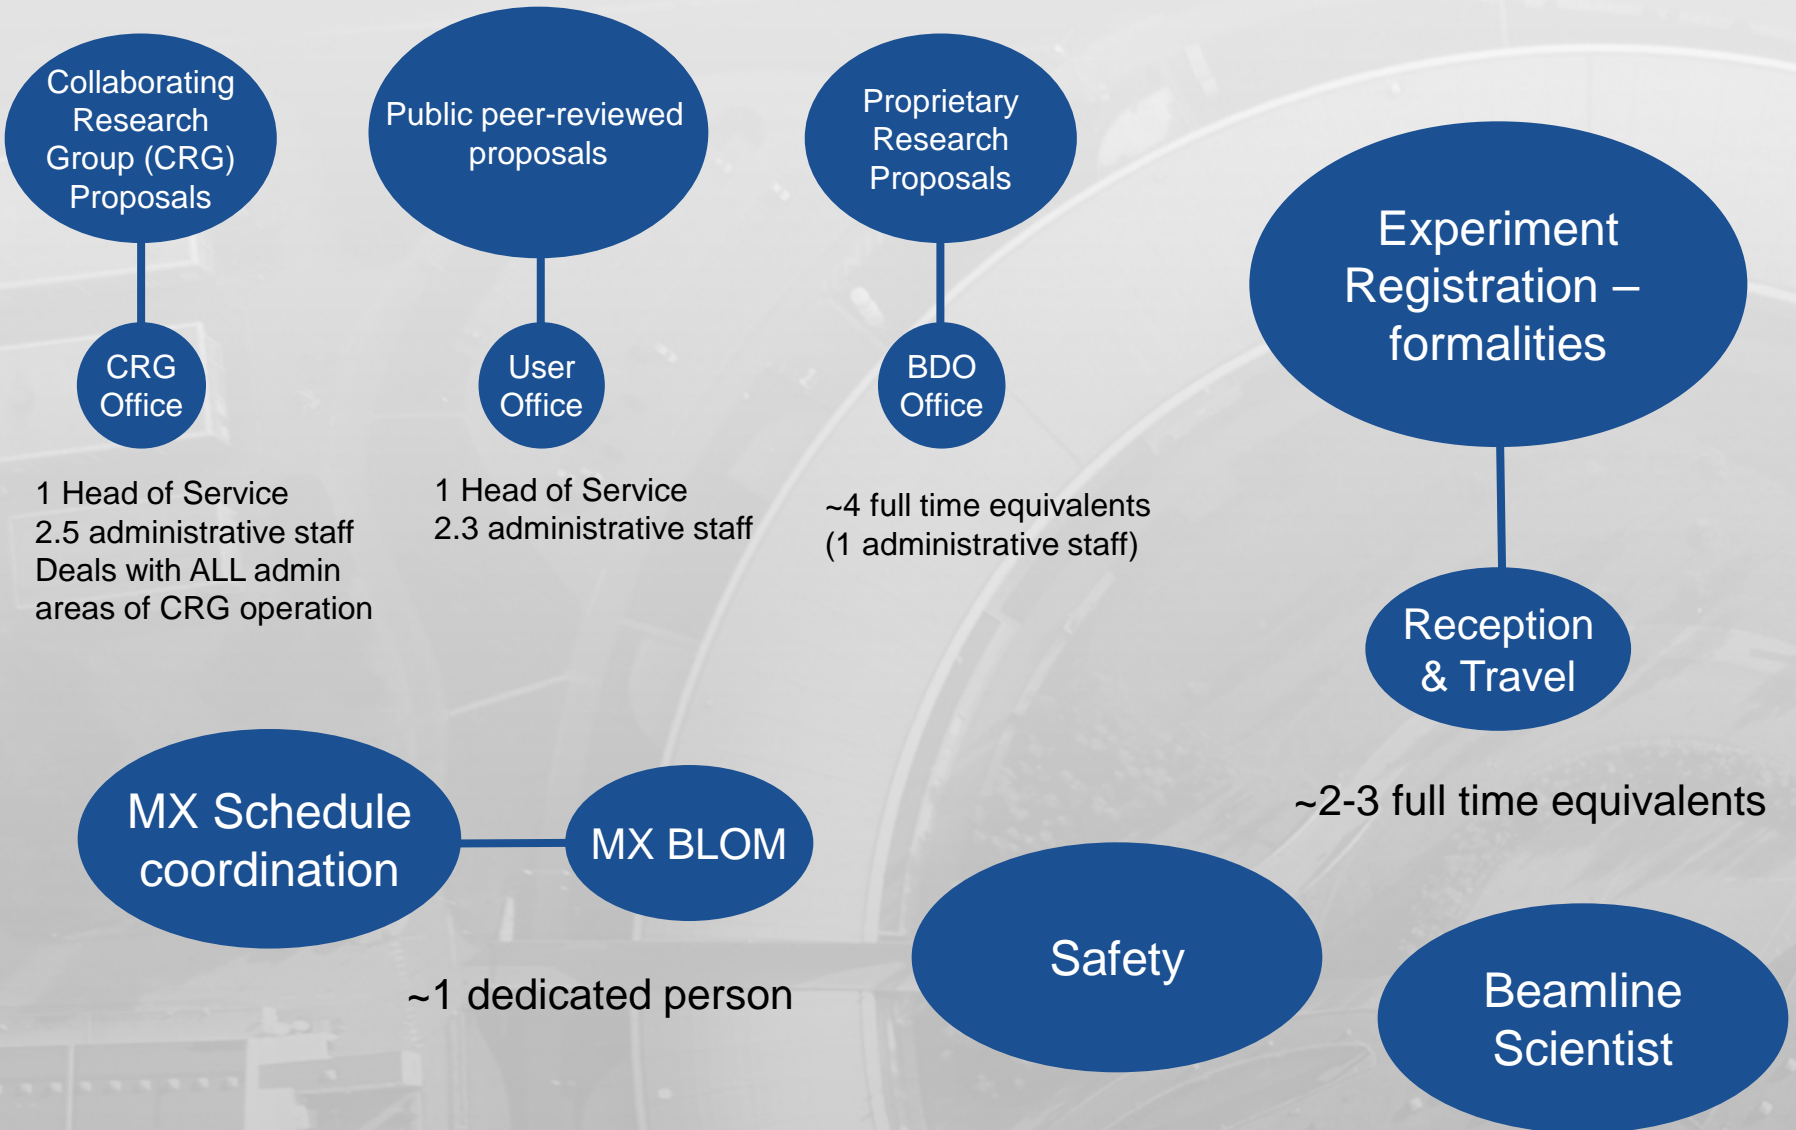 Collaborating
Research
Group (CRG)
Proposals
Public peer-reviewed
proposals
Proprietary
Research
Proposals
Experiment
Registration –
formalities
CRG
Office
User
Office
BDO
Office
1 Head of Service
2.5 administrative staff
Deals with ALL admin
areas of CRG operation
1 Head of Service
2.3 administrative staff
~4 full time equivalents
(1 administrative staff)
Reception
& Travel
~2-3 full time equivalents
MX Schedule
coordination
MX BLOM
~1 dedicated person
Safety
Beamline
Scientist